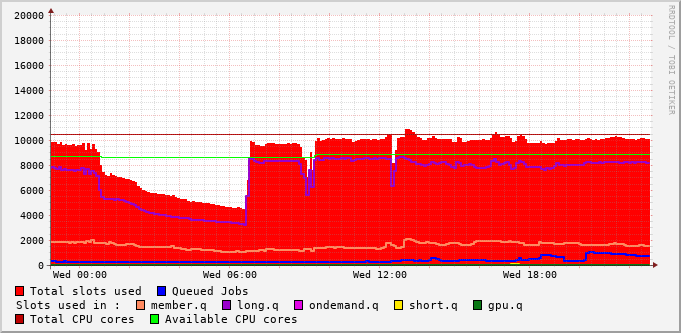 20000
18000
16000
14000
12000
10000
8000
6000
4000
2000
0
Wed 00:00 Wed 06:00 Wed 12:00 Wed 18:00
RRDTOOL / TOBI OETIKER
Total slots used Queued Jobs
Slots used in : member.q long.q ondemand.q short.q gpu.q
Total CPU cores Available CPU cores